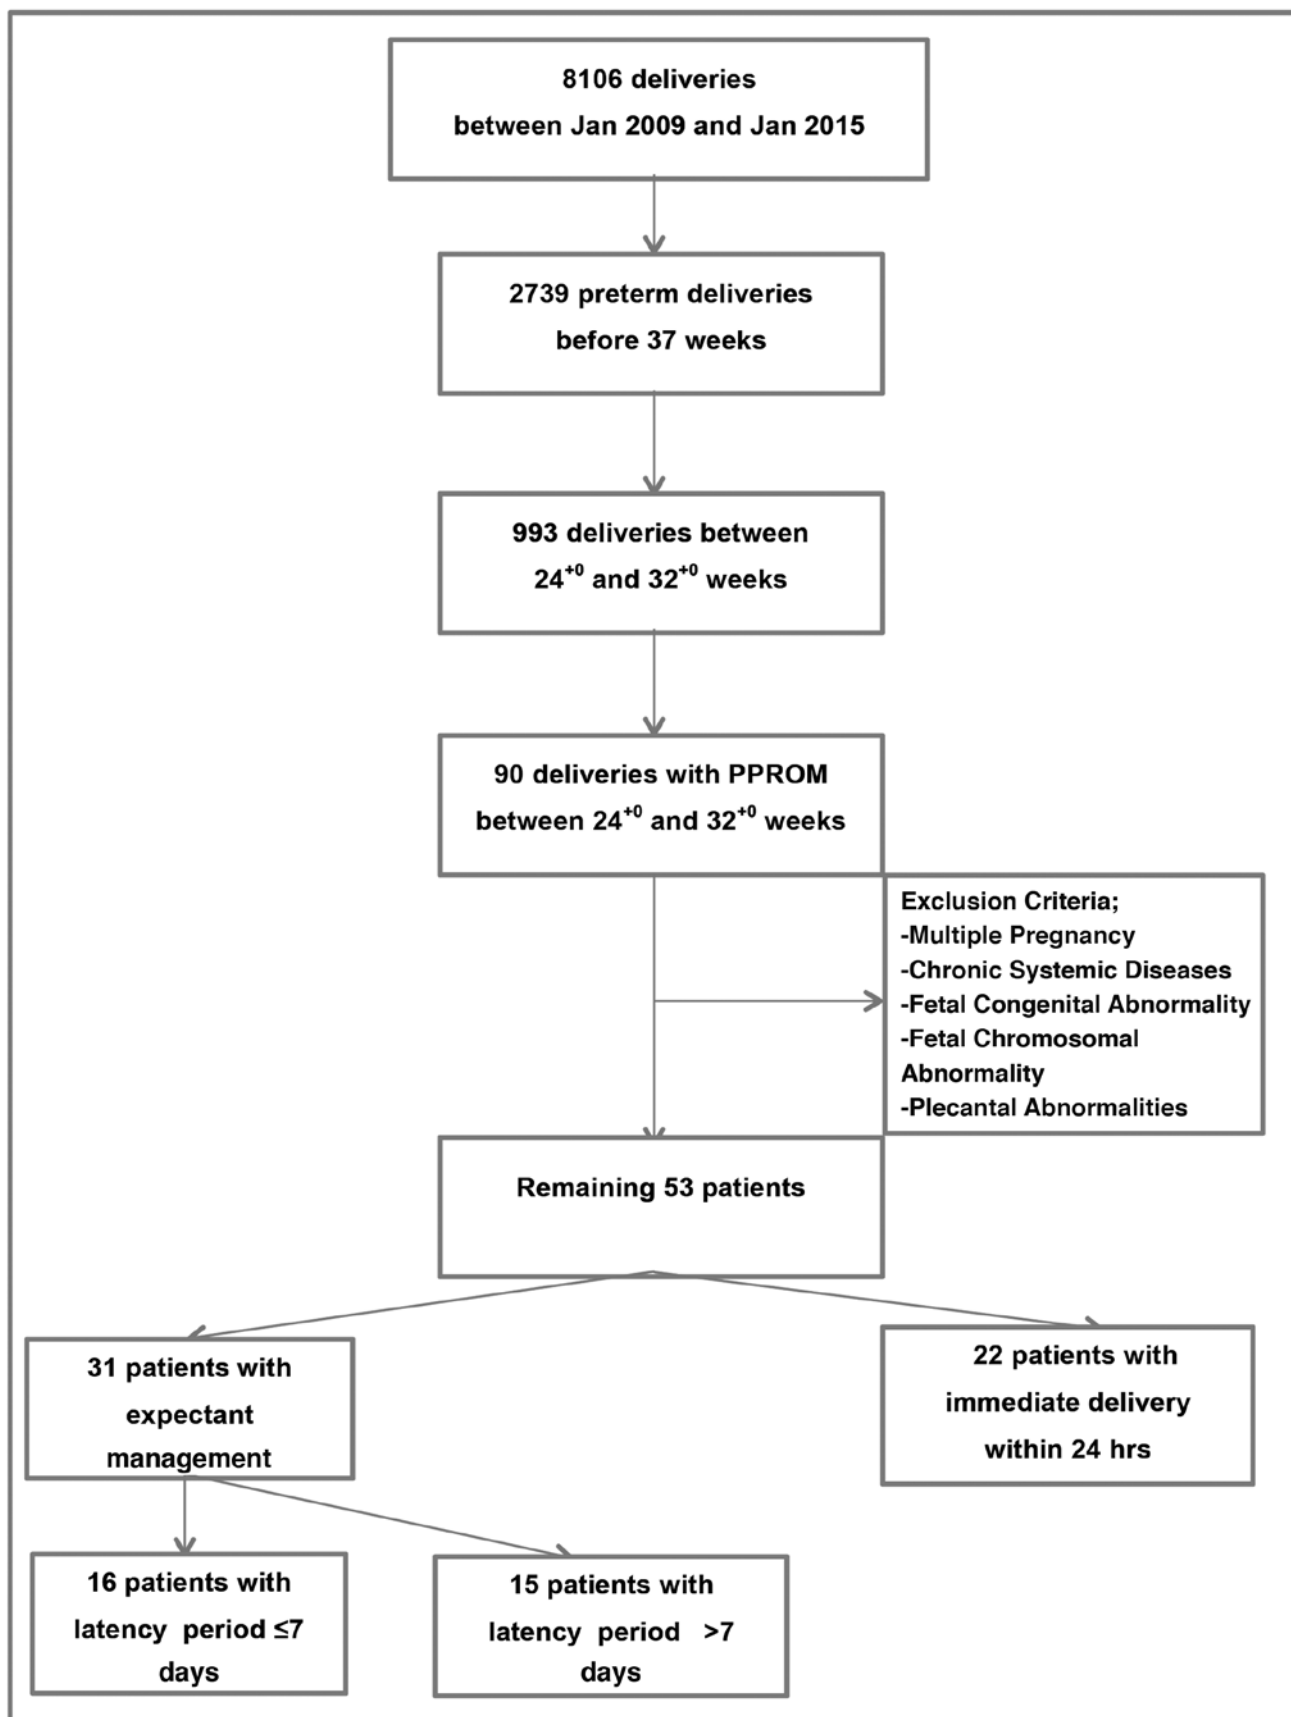 8106 deliveries
between Jan 2009 and Jan 2015
2739 preterm deliveries
before 37 weeks
993 deliveries between
24⁺⁰ and 32⁺⁰ weeks
90 deliveries with PPROM
between 24⁺⁰ and 32⁺⁰ weeks
Exclusion Criteria;
-Multiple Pregnancy
-Chronic Systemic Diseases
-Fetal Congenital Abnormality
-Fetal Chromosomal
Abnormality
-Plecantal Abnormalities
Remaining 53 patients
31 patients with
expectant
management
22 patients with
immediate delivery
within 24 hrs
16 patients with
latency period ≤7
days
15 patients with
latency period >7
days